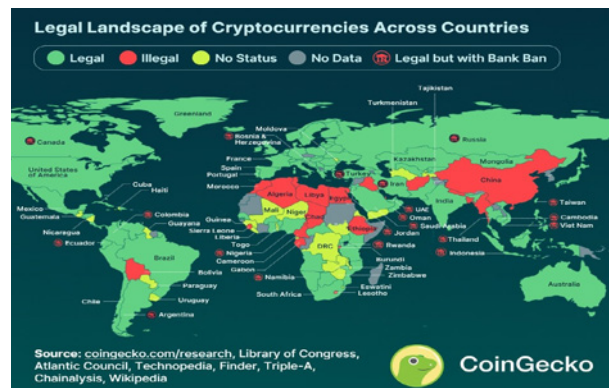 Legal Landscape of Cryptocurrencies Across Countries
Legal Illegal No Status No Data Legal but with Bank Ban
Tajikistan
Turkmenistan
Greenland
Moldova
Bosnia &
Herzegovina
Canada
Russia
France
Kazakhstan
Mongolia
United States
of America
Spain
Portugal
Turkey
Iran
China
Cuba
Haiti
Morocco
Algeria
Libya
Egypt
India
Taiwan
Mexico
Guatemala
Colombia
Guayana
Guinea
Mali
Niger
Chad
Ethiopia
UAE
Oman
Saudi Arabia
Cambodia
Viet Nam
Nicaragua
Ecuador
Sierra Leone
Liberia
Jordan
Thailand
Togo
Nigeria
DRC
Rwanda
Indonesia
Brazil
Cameroon
Gabon
Burundi
Zambia
Zimbabwe
Bolivia
Namibia
Paraguay
Eswatini
Lesotho
Australia
Chile
Uruguay
South Africa
Argentina
Source: coingecko.com/research, Library of Congress,
Atlantic Council, Technopedia, Finder, Triple-A,
Chainalysis, Wikipedia
CoinGecko